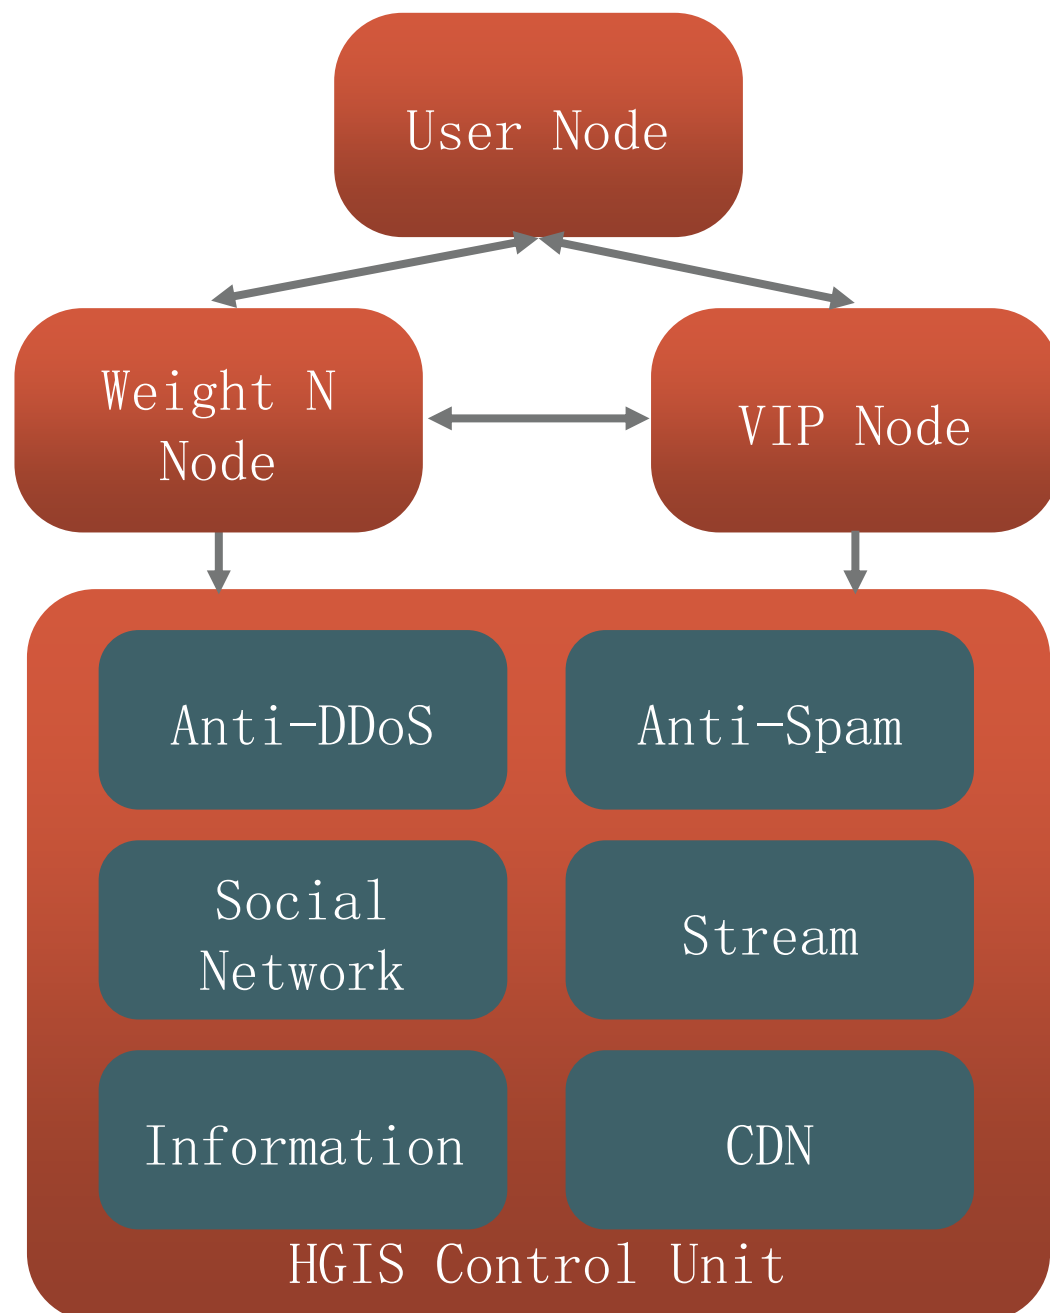 User Node
Weight N
Node
VIP Node
Anti-DDoS
Anti-Spam
Social
Network
Stream
Information
CDN
HGIS Control Unit